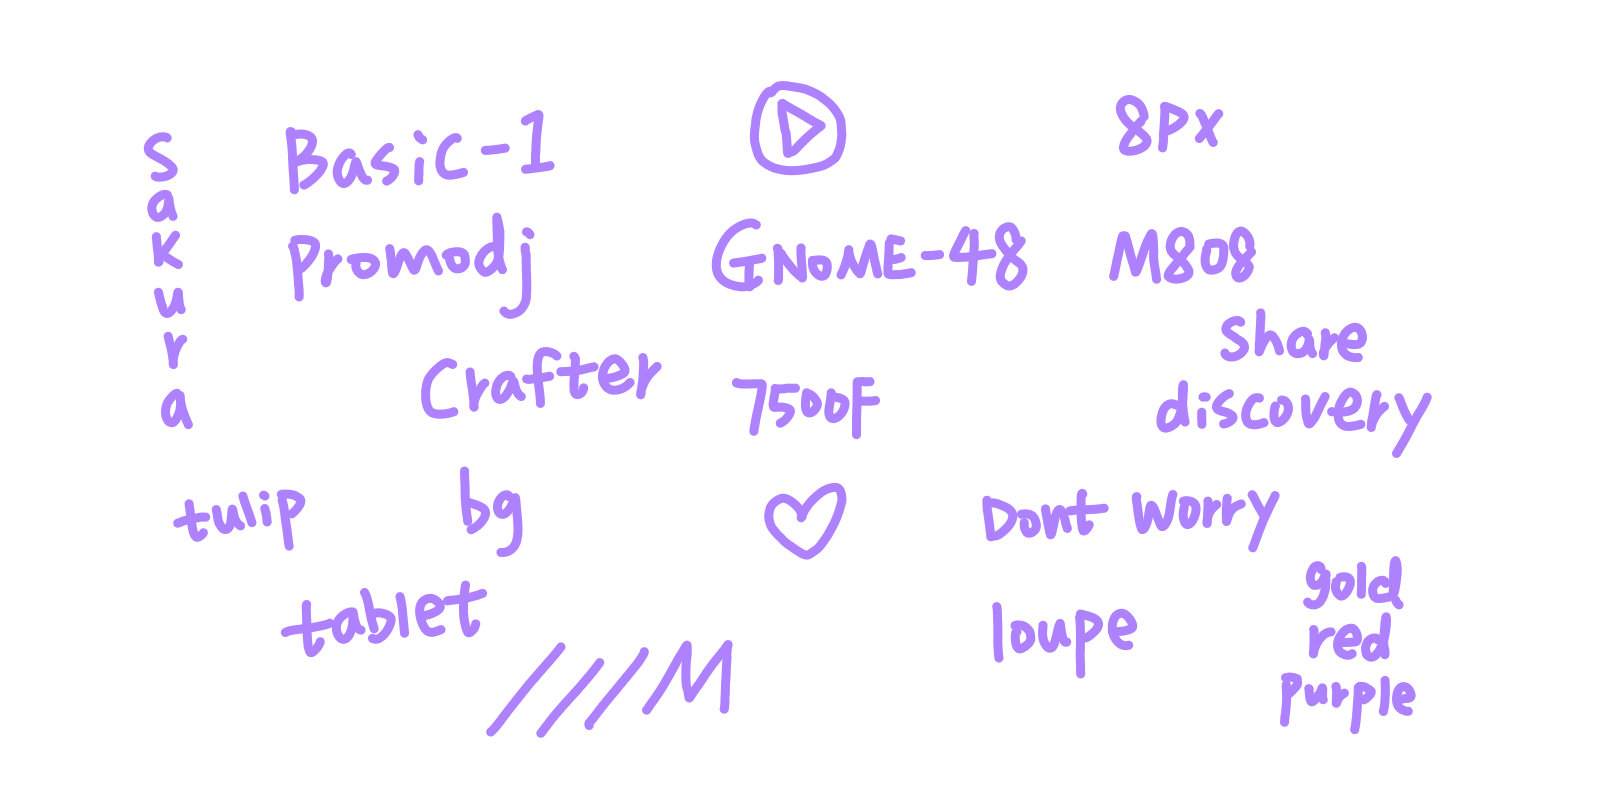 Sakura
Basic-1
8px
Promodj
GNOME-48
M808
Crafter
7500F
Share
discovery
tulip
bg
Dont worry
tablet
///M
loupe
gold
red
purple